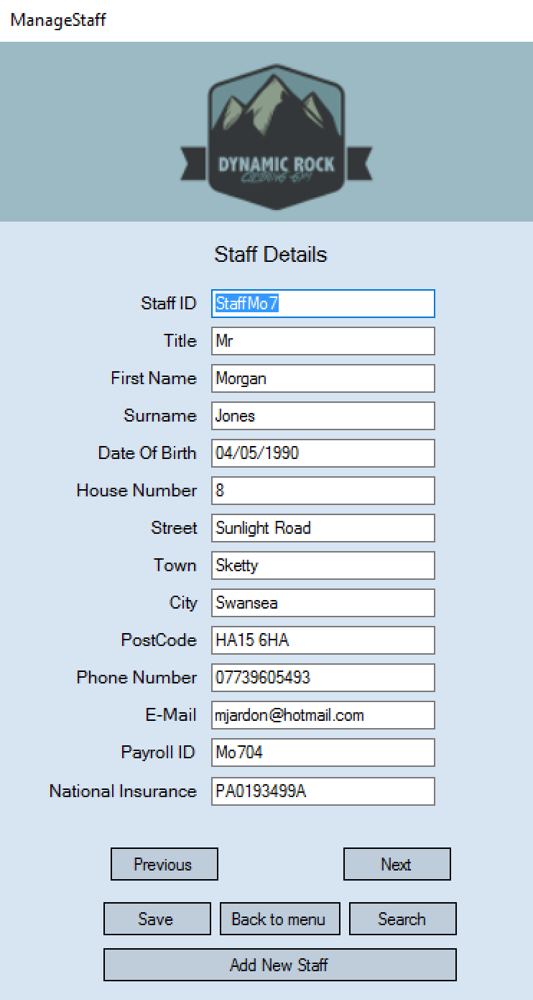 ManageStaff
DYNAMIC ROCK
Staff Details
Staff ID StaffMo7
Title Mr
First Name Morgan
Surname Jones
Date Of Birth 04/05/1990
House Number 8
Street Sunlight Road
Town Sketty
City Swansea
PostCode HA15 6HA
Phone Number 07739605493
E-Mail mjardon@hotmail.com
Payroll ID Mo704
National Insurance PA0193499A
Previous Next
Save Back to menu Search
Add New Staff